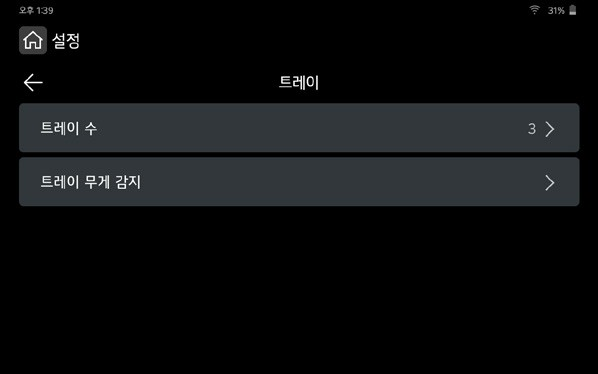 오후 1:39
31%
설정
트레이
트레이 수
3
트레이 무게 감지